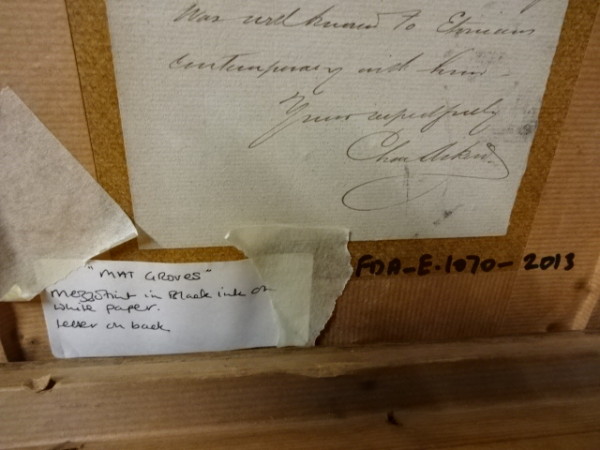 Was well known to Etonians
contemporary with him.
Yours respectfully
"MAT GROVES"
Mezzotint in Black ink on
white paper.
letter on back
FDA-E.1070-2013